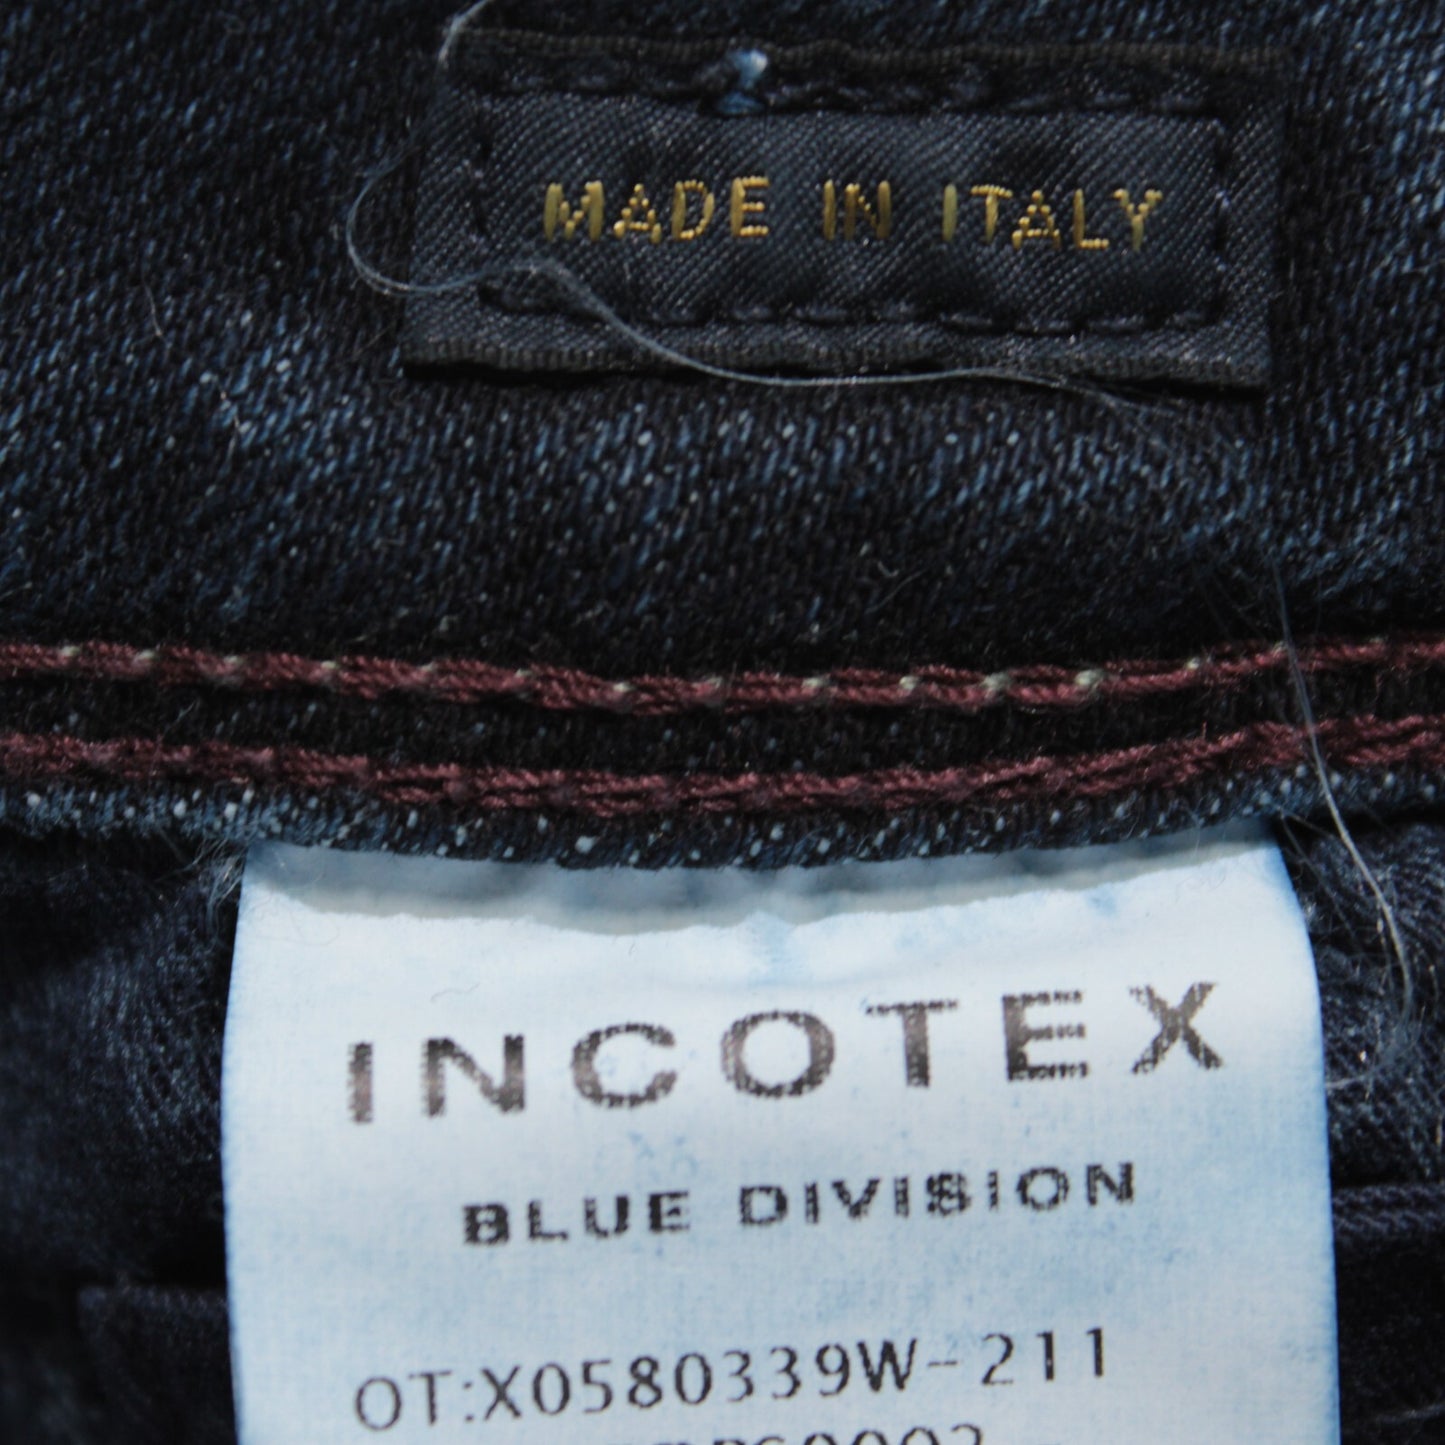 MADE IN ITALY
INCOTEX
BLUE DIVISION
OT:X0580339W-211